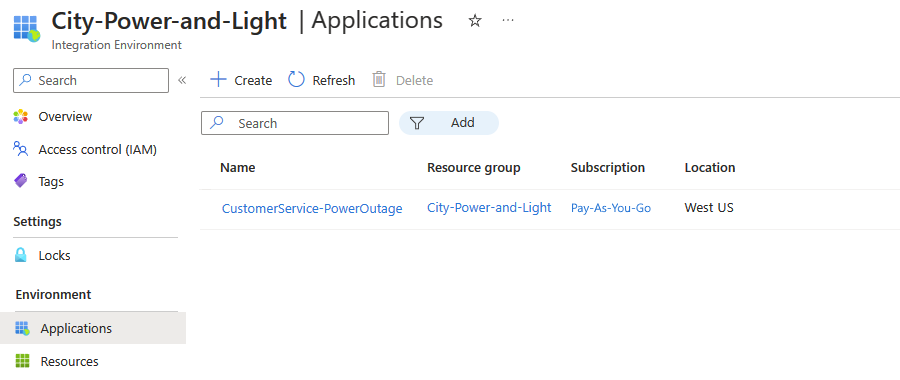 City-Power-and-Light | Applications
Integration Environment
Search
Overview
Access control (IAM)
Tags
Settings
Locks
Environment
Applications
Resources
Create Refresh Delete
Search Add
Name Resource group Subscription Location
CustomerService-PowerOutage City-Power-and-Light Pay-As-You-Go West US